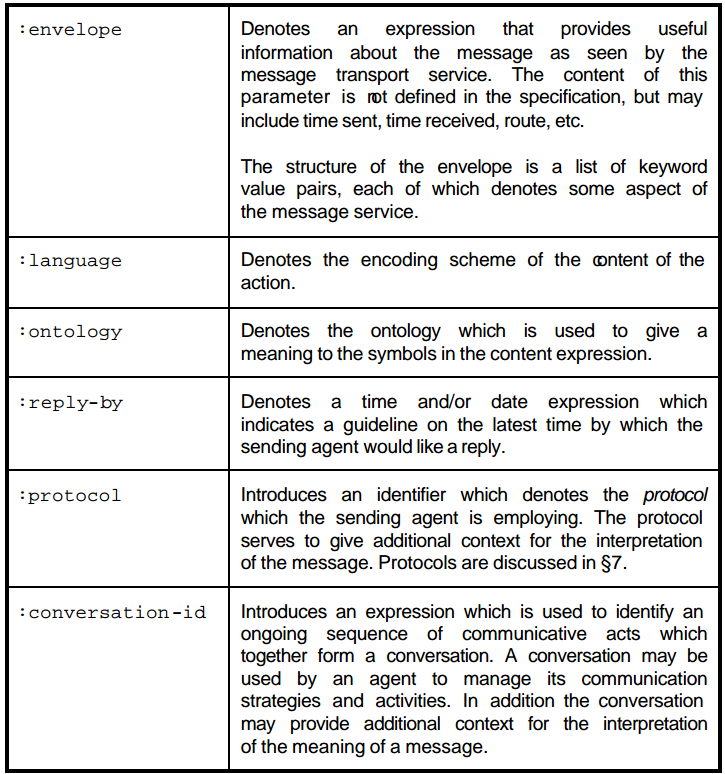 :envelope
Denotes an expression that provides useful
information about the message as seen by the
message transport service. The content of this
parameter is not defined in the specification, but may
include time sent, time received, route, etc.
The structure of the envelope is a list of keyword
value pairs, each of which denotes some aspect of
the message service.
:language
Denotes the encoding scheme of the content of the
action.
:ontology
Denotes the ontology which is used to give a
meaning to the symbols in the content expression.
:reply-by
Denotes a time and/or date expression which
indicates a guideline on the latest time by which the
sending agent would like a reply.
:protocol
Introduces an identifier which denotes the protocol
which the sending agent is employing. The protocol
serves to give additional context for the interpretation
of the message. Protocols are discussed in §7.
:conversation-id
Introduces an expression which is used to identify an
ongoing sequence of communicative acts which
together form a conversation. A conversation may be
used by an agent to manage its communication
strategies and activities. In addition the conversation
may provide additional context for the interpretation
of the meaning of a message.